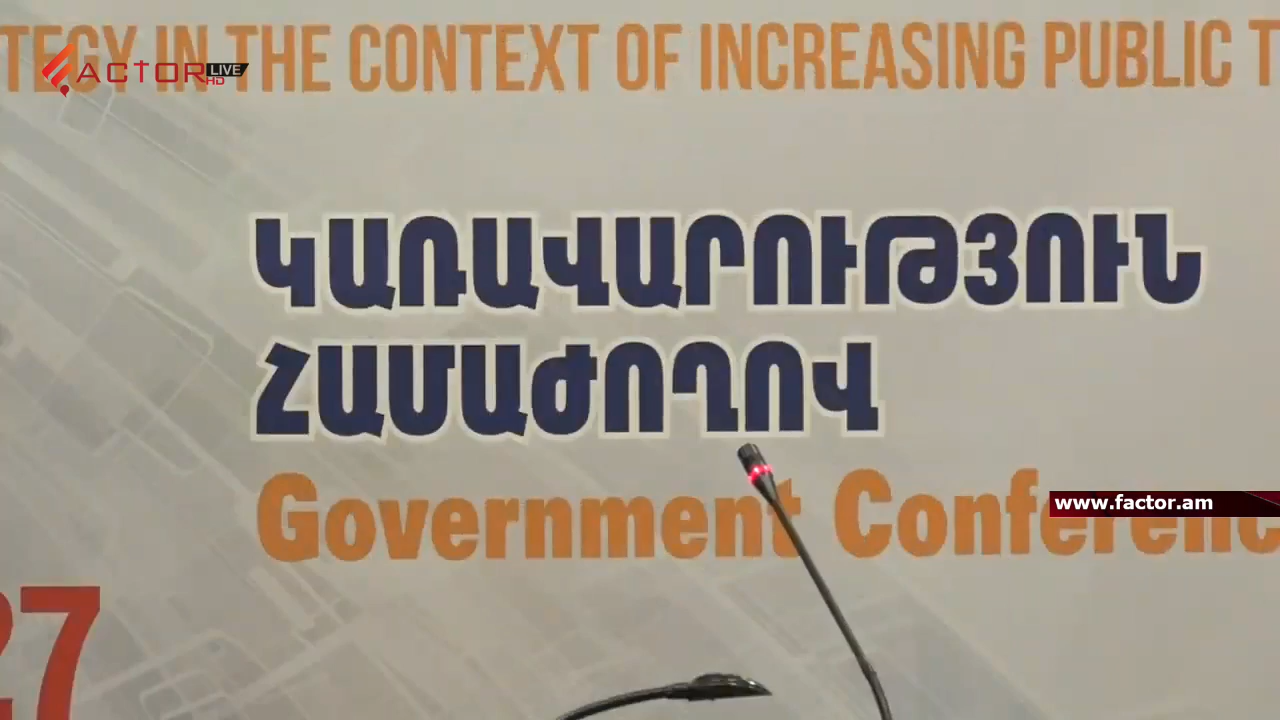 TEGY IN THE CONTEXT OF INCREASING PUBLIC T
FACTOR LIVE HD
ԿԱՌԱՎԱՐՈՒԹՅՈՒՆ
ՀԱՄԱԺՈՂՈՎ
Government Conferenc
www.factor.am
27